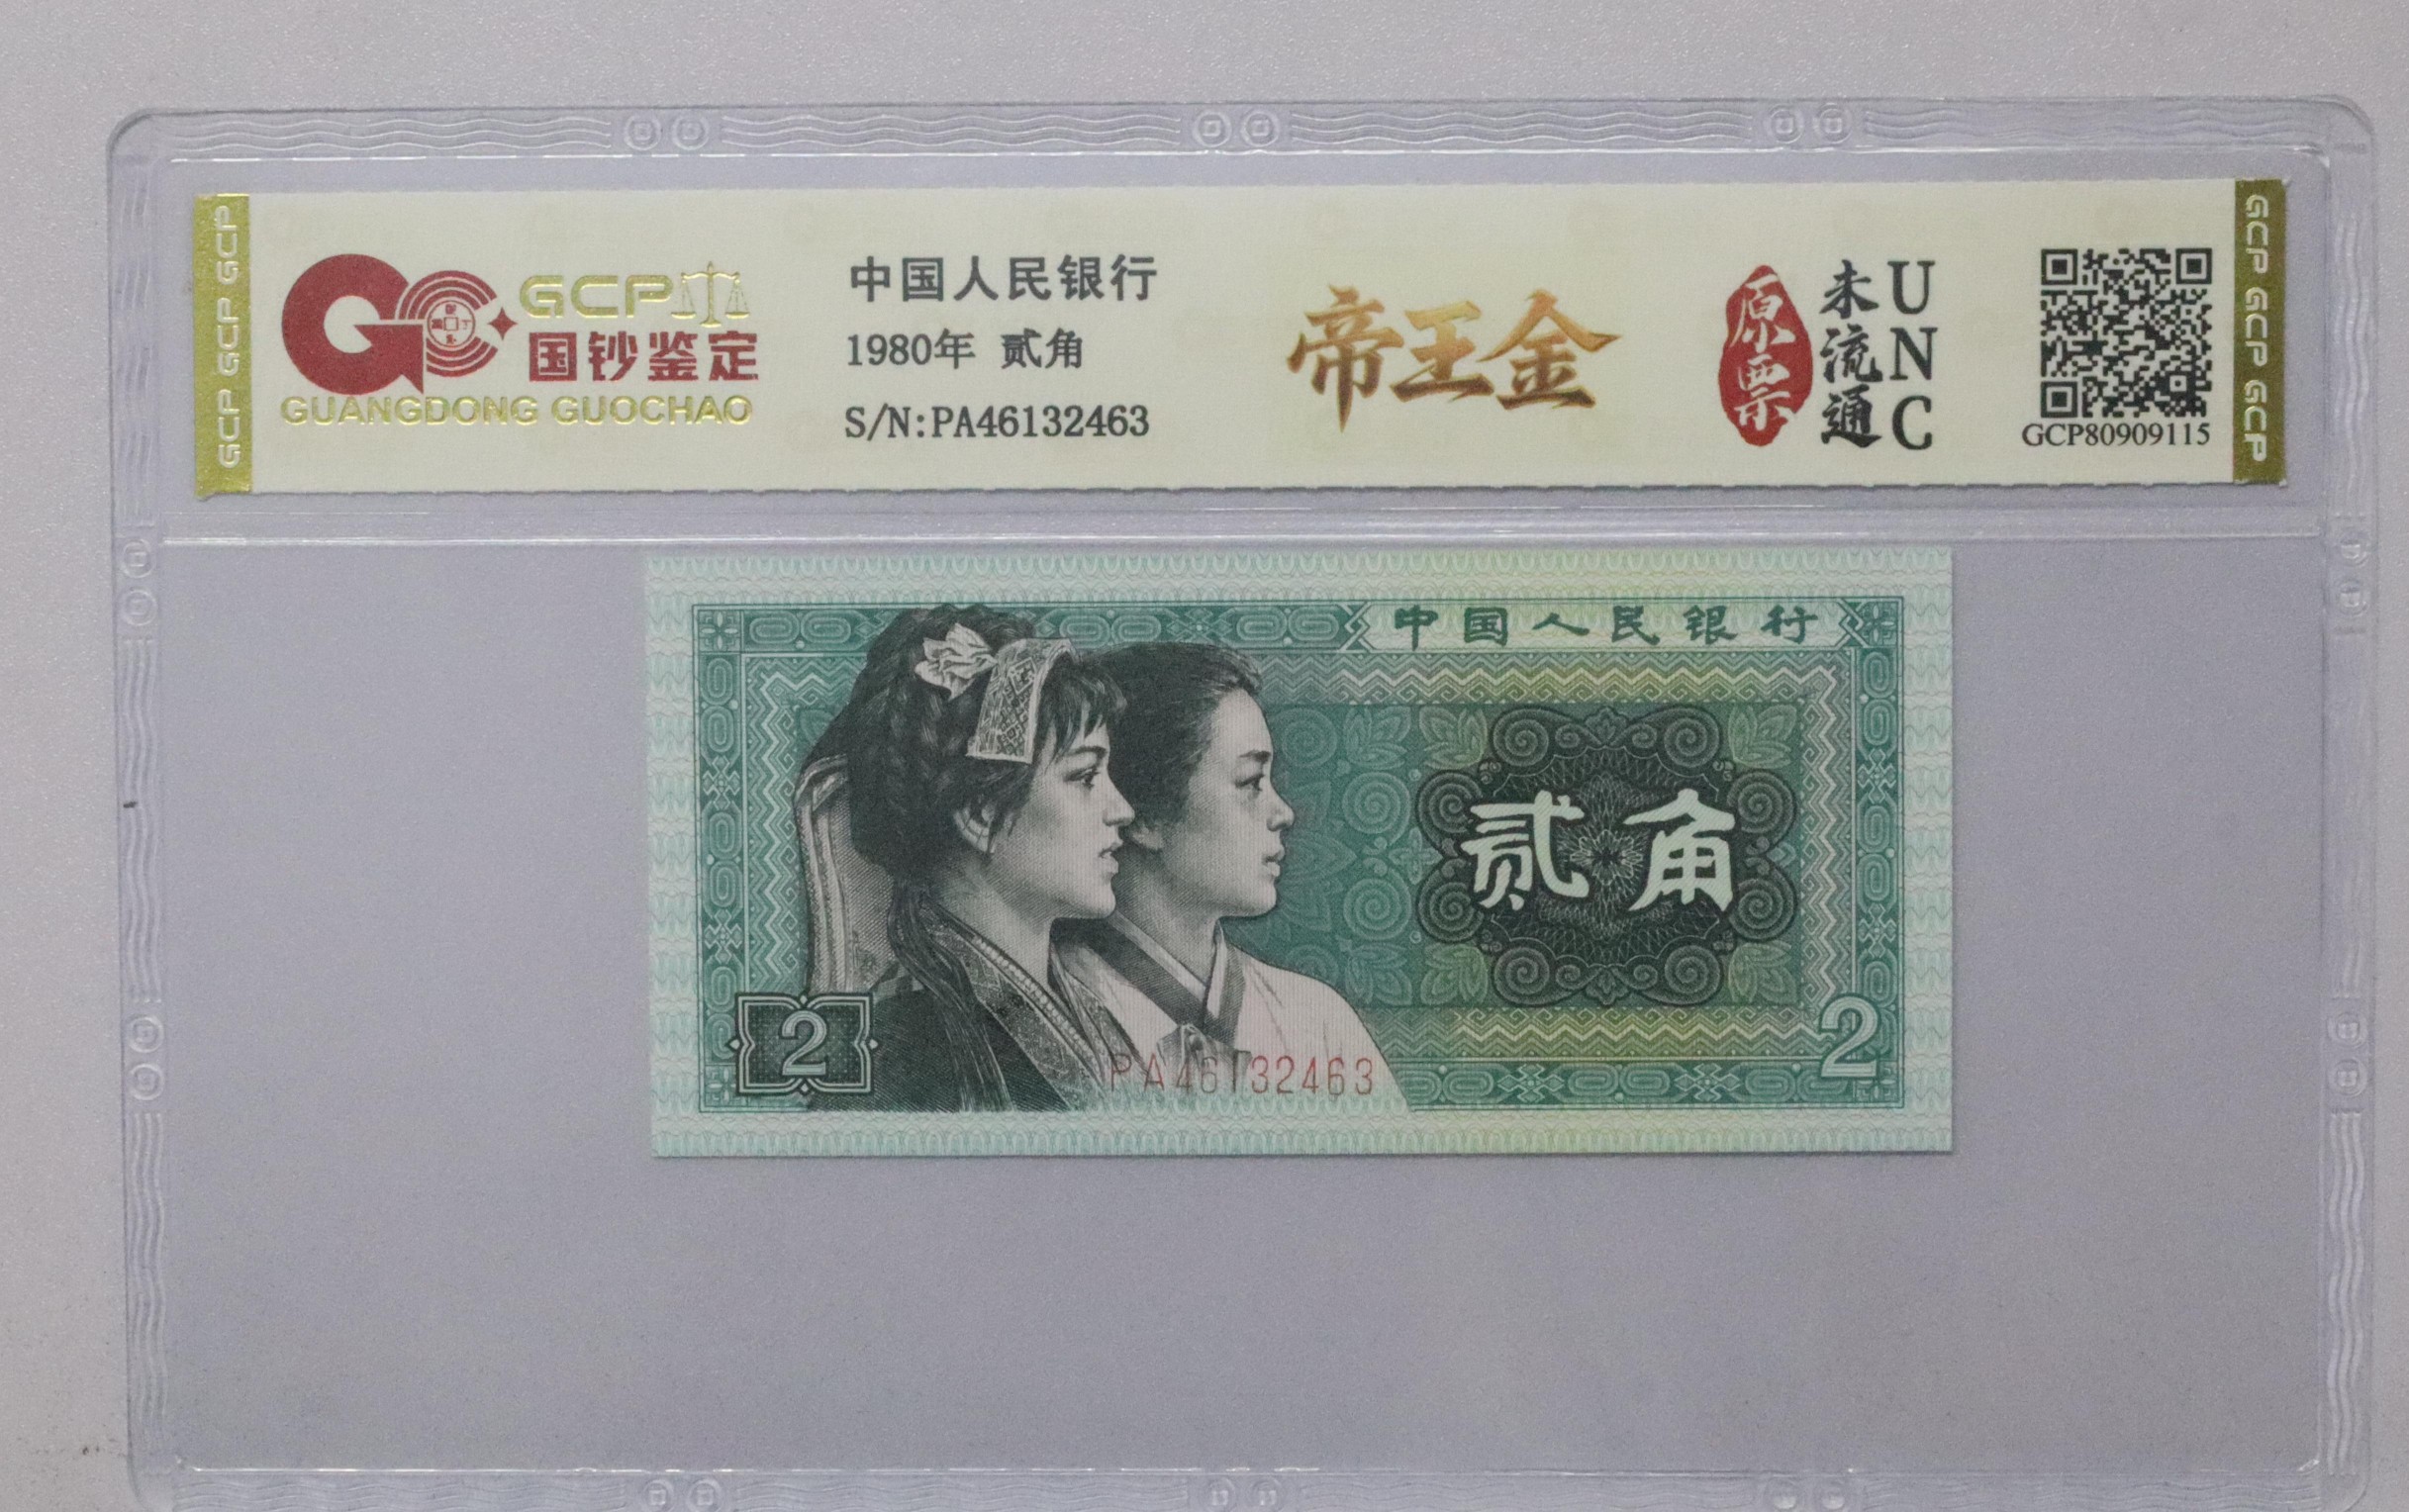 GCP GCP GCP
GCP
国钞鉴定
GUANGDONG GUOCHAO
中国人民银行
1980年 贰角
S/N:PA46132463
帝王金
原票
未流通
UNC
GCP80909115
GCP GCP GCP
中国人民银行
贰角
2
PA46132463
2